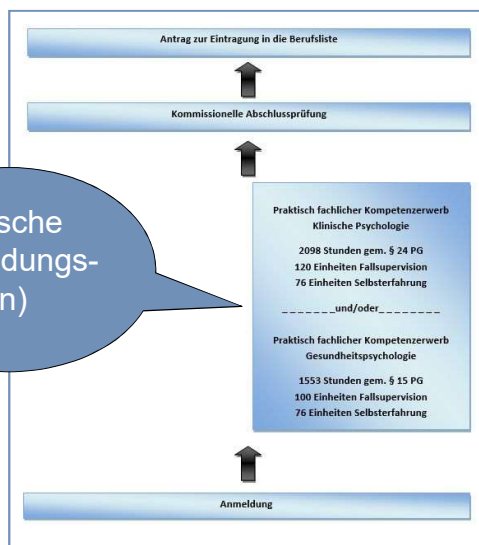 Antrag zur Eintragung in die Berufsliste
Kommissionelle Abschlussprüfung
Praktisch fachlicher Kompetenzerwerb
Klinische Psychologie
2098 Stunden gem. § 24 PG
120 Einheiten Fallsupervision
76 Einheiten Selbsterfahrung
_ _ _ _ _ _ _und/oder_ _ _ _ _ _ _ _
Praktisch fachlicher Kompetenzerwerb
Gesundheitspsychologie
1553 Stunden gem. § 15 PG
100 Einheiten Fallsupervision
76 Einheiten Selbsterfahrung
Anmeldung
sche
dungs-
n)